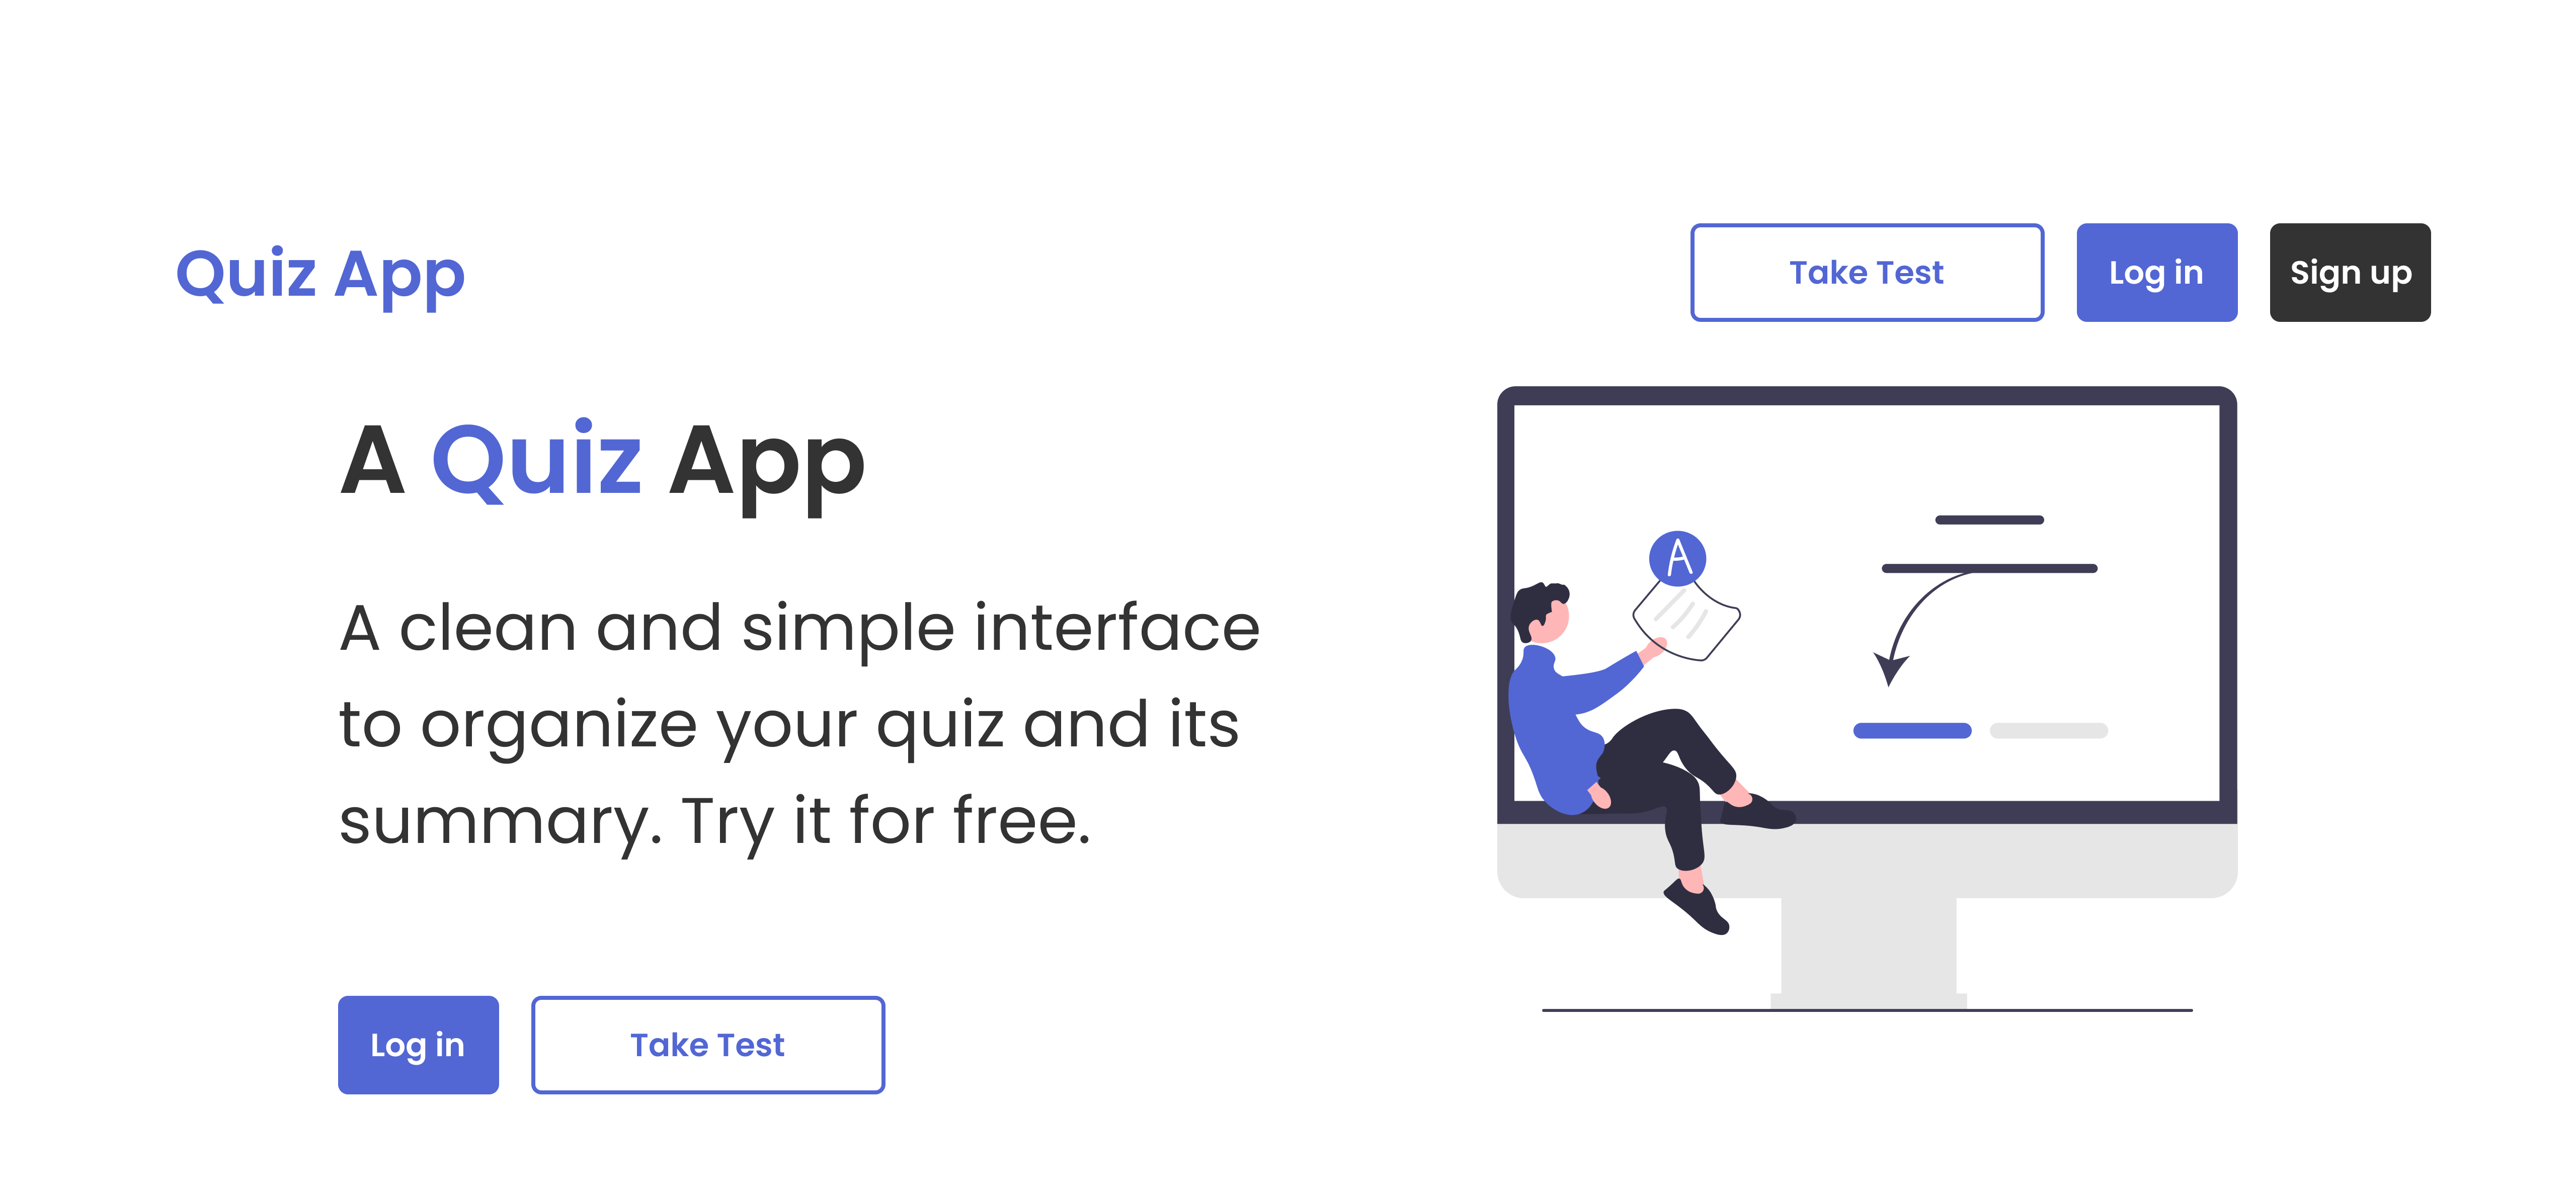 Quiz App
Take Test
Log in
Sign up
A Quiz App
A
A clean and simple interface
to organize your quiz and its
summary. Try it for free.
Log in
Take Test